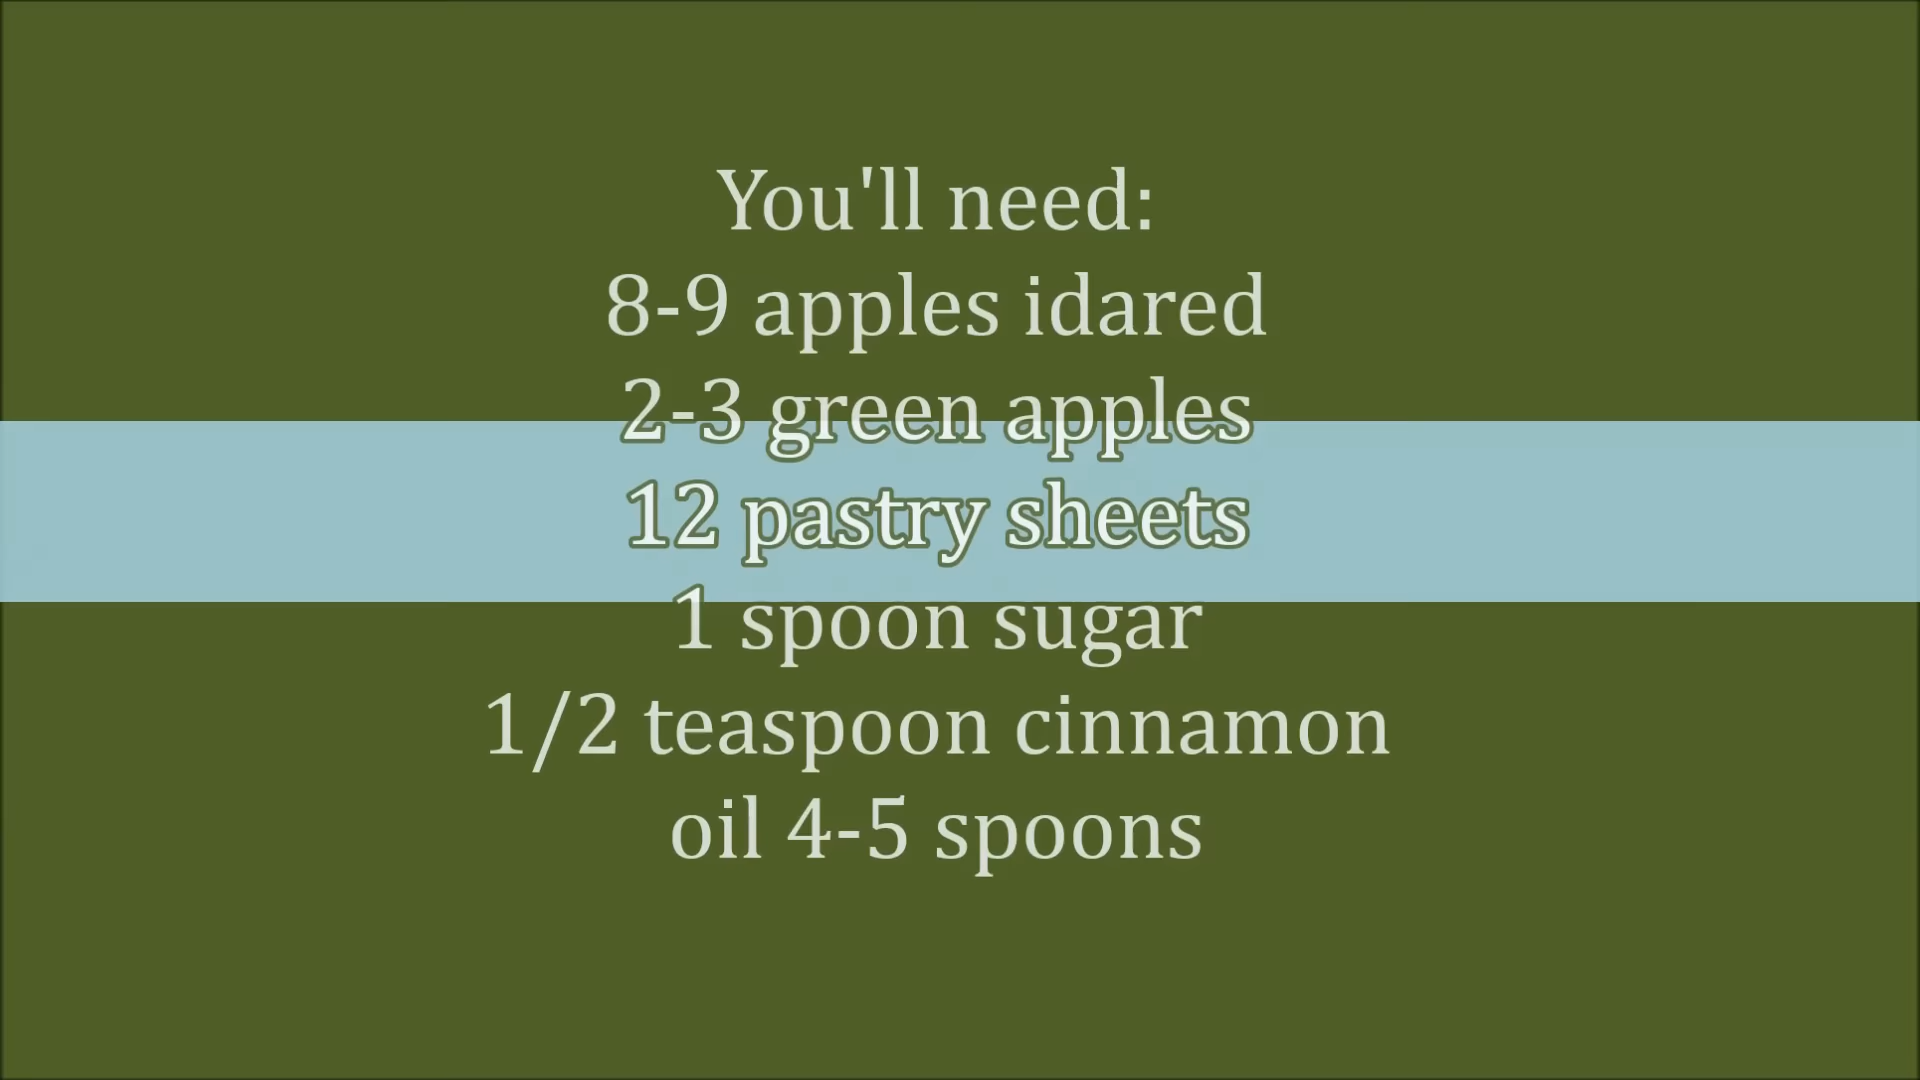 You'll need:
8-9 apples idared
2-3 green apples
12 pastry sheets
1 spoon sugar
1/2 teaspoon cinnamon
oil 4-5 spoons